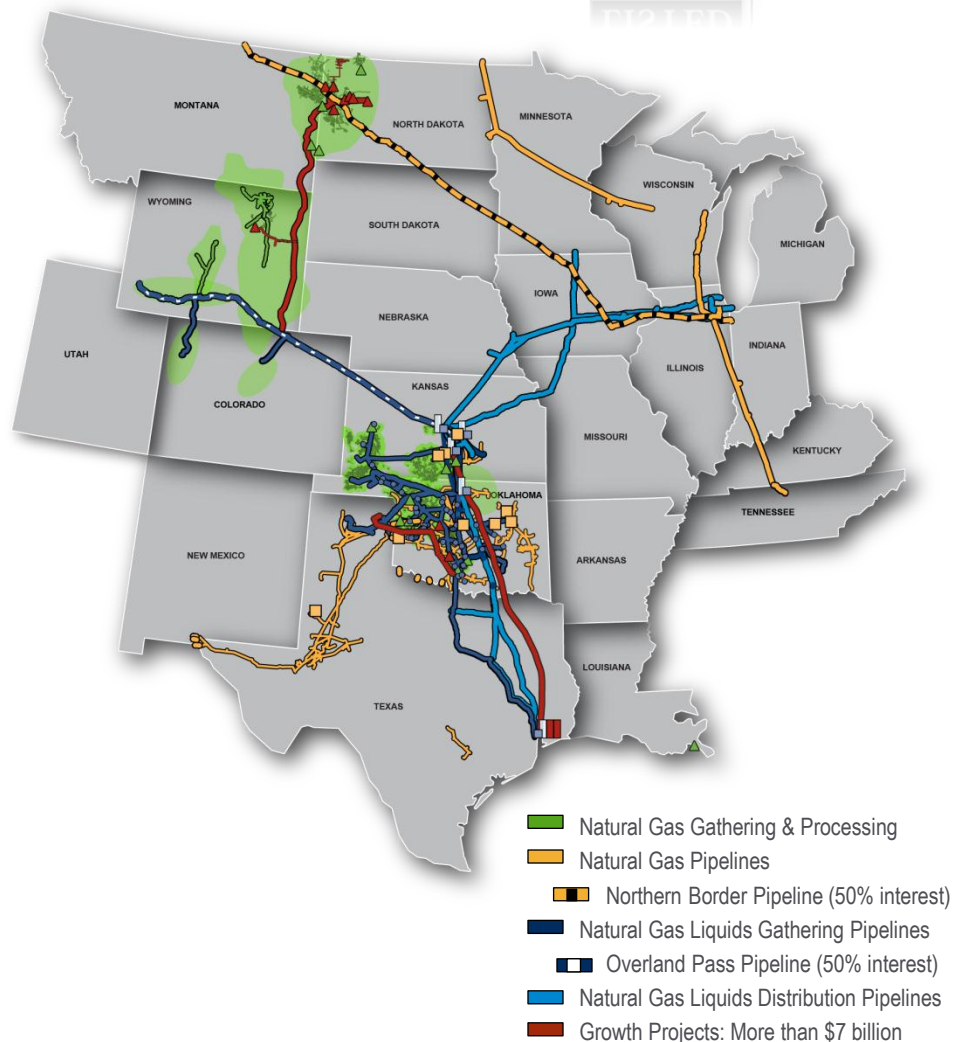 MONTANA
NORTH DAKOTA
MINNESOTA
WISCONSIN
WYOMING
SOUTH DAKOTA
MICHIGAN
IOWA
NEBRASKA
INDIANA
UTAH
ILLINOIS
KANSAS
COLORADO
MISSOURI
KENTUCKY
OKLAHOMA
TENNESSEE
NEW MEXICO
ARKANSAS
LOUISIANA
TEXAS
Natural Gas Gathering & Processing
Natural Gas Pipelines
Northern Border Pipeline (50% interest)
Natural Gas Liquids Gathering Pipelines
Overland Pass Pipeline (50% interest)
Natural Gas Liquids Distribution Pipelines
Growth Projects: More than $7 billion